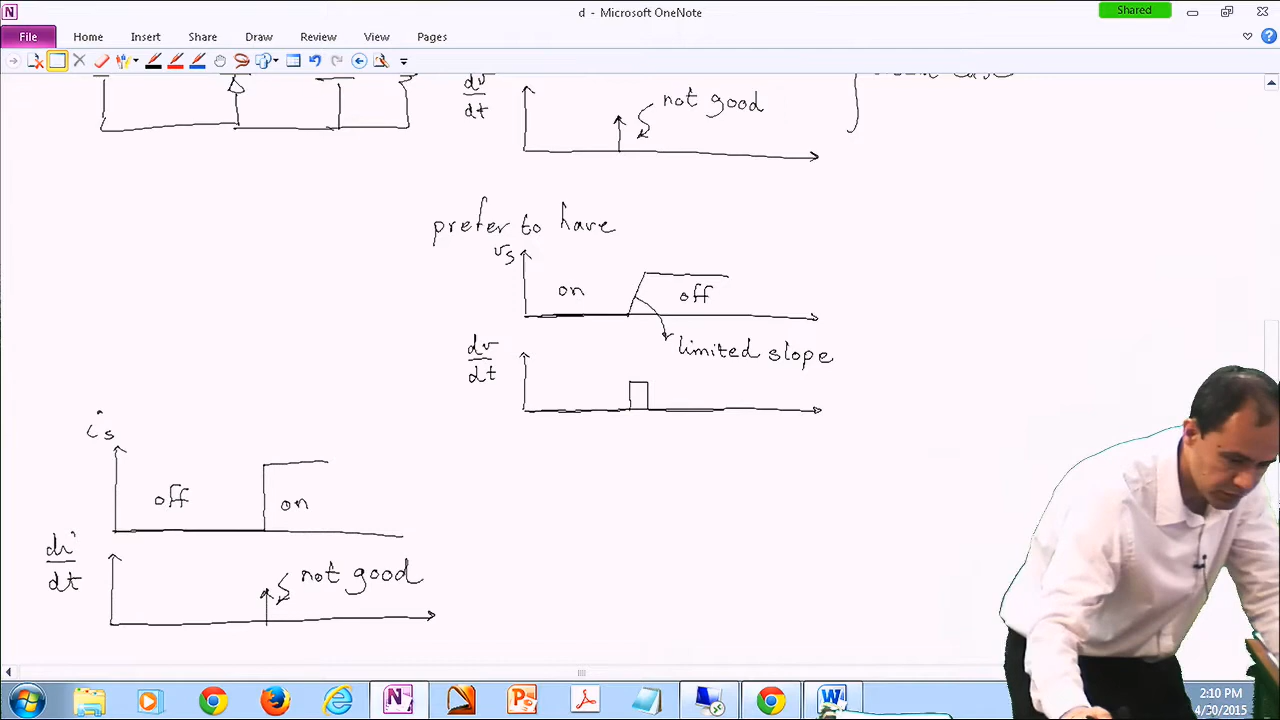 d - Microsoft OneNote
Shared
File Home Insert Share Draw Review View Pages
dv
dt
not good
prefer to have
vs
on
off
limited slope
dv
dt
is
off
on
di
dt
not good
2:10 PM
4/30/2015